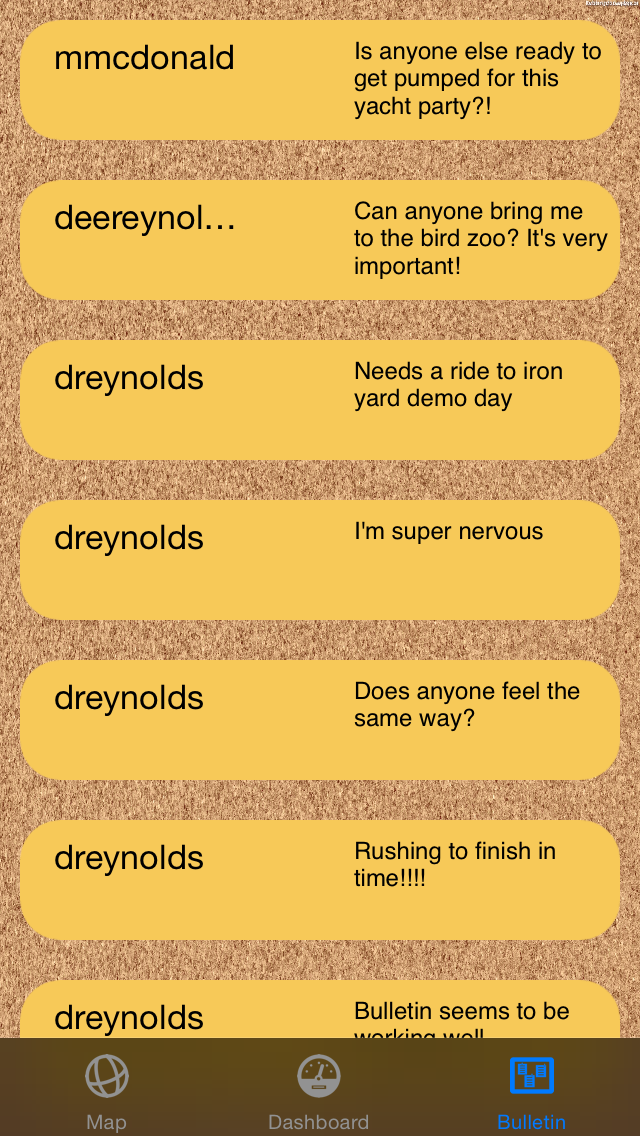 mmcdonald
Is anyone else ready to
get pumped for this
yacht party?!
deereynol…
Can anyone bring me
to the bird zoo? It's very
important!
dreynolds
Needs a ride to iron
yard demo day
dreynolds
I'm super nervous
dreynolds
Does anyone feel the
same way?
dreynolds
Rushing to finish in
time!!!!
dreynolds
Bulletin seems to be
working well
Map
Dashboard
Bulletin